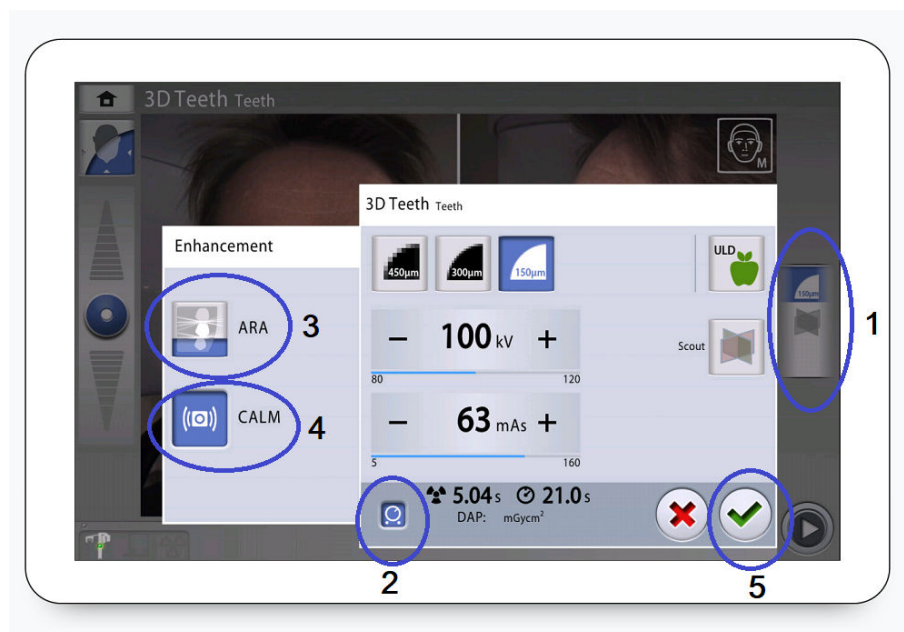 3D Teeth Teeth
M
3D Teeth Teeth
Enhancement
450µm 300µm 150µm ULD
150µm
1
ARA 3
− 100 kV +
Scout
80 120
CALM 4
− 63 mAs +
5 160
5.04 s 21.0 s
DAP: mGycm²
2
5